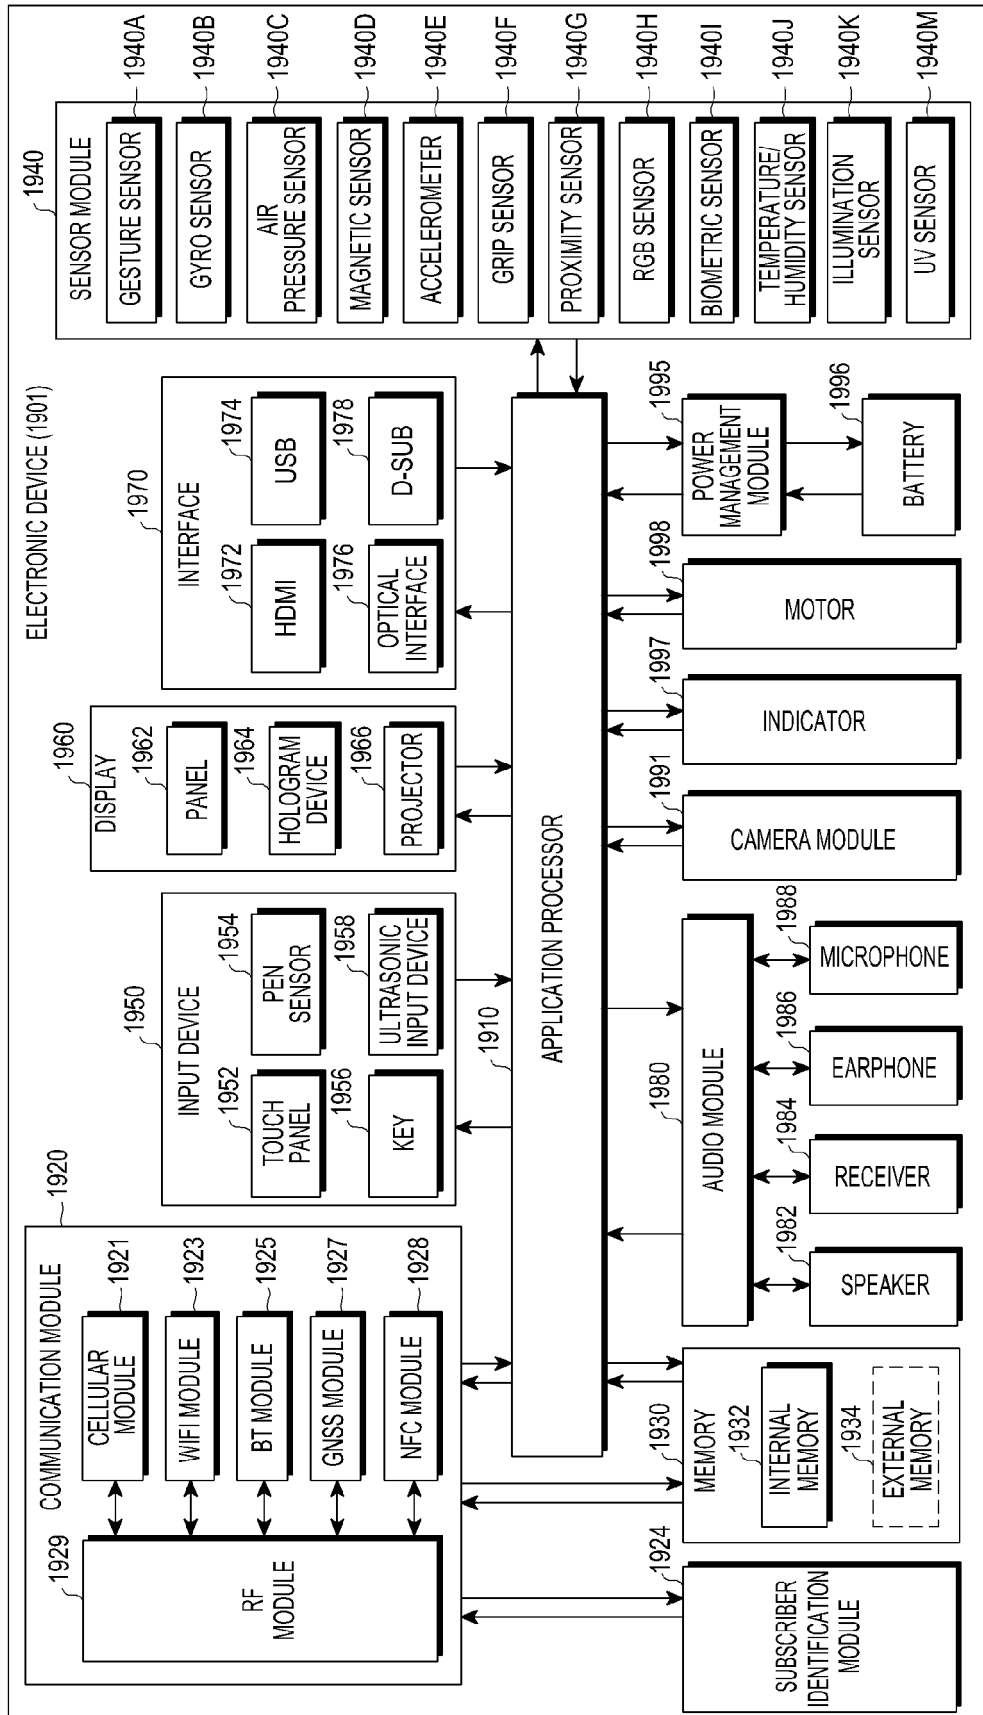 ELECTRONIC DEVICE (1901)
COMMUNICATION MODULE
1920
1929
RF
MODULE
CELLULAR
MODULE
1921
WIFI MODULE
1923
BT MODULE
1925
GNSS MODULE
1927
NFC MODULE
1928
INPUT DEVICE
1950
1952
TOUCH
PANEL
1954
PEN
SENSOR
1956
KEY
1958
ULTRASONIC
INPUT DEVICE
DISPLAY
1960
1962
PANEL
1964
HOLOGRAM
DEVICE
1966
PROJECTOR
INTERFACE
1970
1972
HDMI
1974
USB
1976
OPTICAL
INTERFACE
1978
D-SUB
SENSOR MODULE
1940
GESTURE SENSOR
1940A
GYRO SENSOR
1940B
AIR
PRESSURE SENSOR
1940C
MAGNETIC SENSOR
1940D
ACCELEROMETER
1940E
GRIP SENSOR
1940F
PROXIMITY SENSOR
1940G
RGB SENSOR
1940H
BIOMETRIC SENSOR
1940I
TEMPERATURE/
HUMIDITY SENSOR
1940J
ILLUMINATION
SENSOR
1940K
UV SENSOR
1940M
1910
APPLICATION PROCESSOR
1924
SUBSCRIBER
IDENTIFICATION
MODULE
1930
MEMORY
1932
INTERNAL
MEMORY
1934
EXTERNAL
MEMORY
1980
AUDIO MODULE
1982
SPEAKER
1984
RECEIVER
1986
EARPHONE
1988
MICROPHONE
1991
CAMERA MODULE
1997
INDICATOR
1998
MOTOR
1995
POWER
MANAGEMENT
MODULE
1996
BATTERY